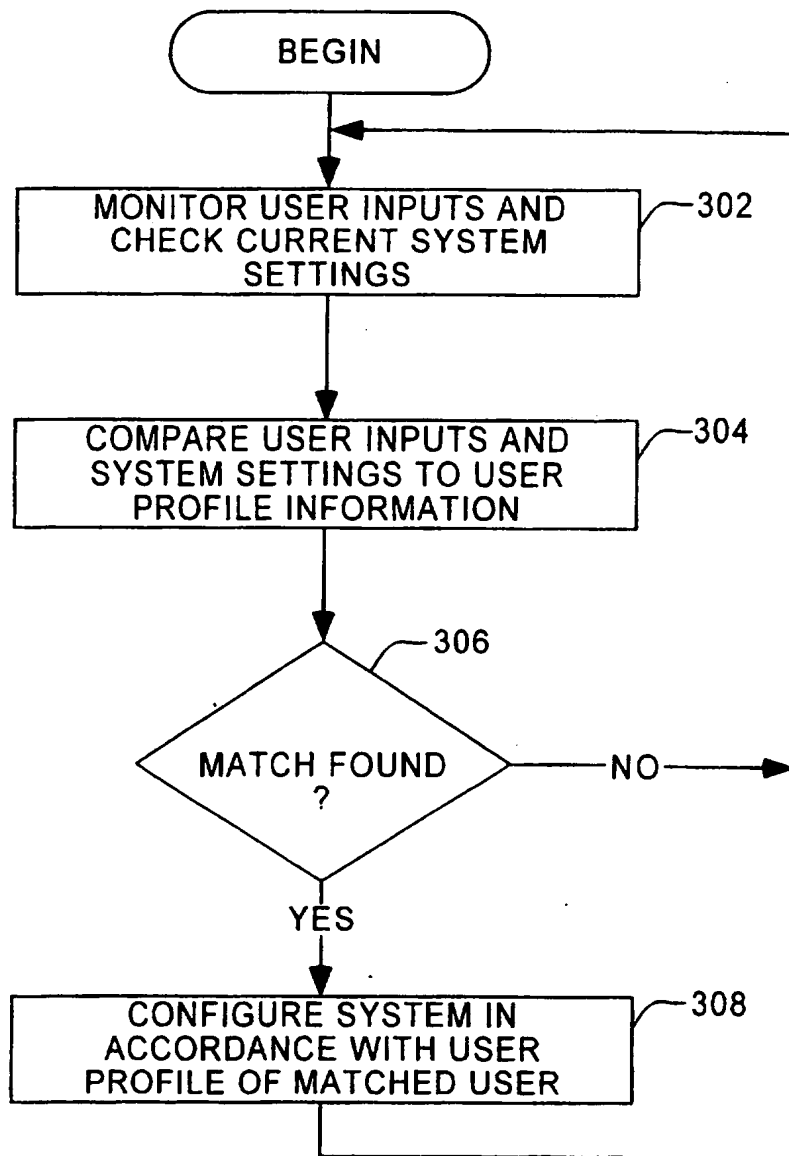 BEGIN
MONITOR USER INPUTS AND
CHECK CURRENT SYSTEM
SETTINGS
302
COMPARE USER INPUTS AND
SYSTEM SETTINGS TO USER
PROFILE INFORMATION
304
306
MATCH FOUND
?
NO
YES
CONFIGURE SYSTEM IN
ACCORDANCE WITH USER
PROFILE OF MATCHED USER
308